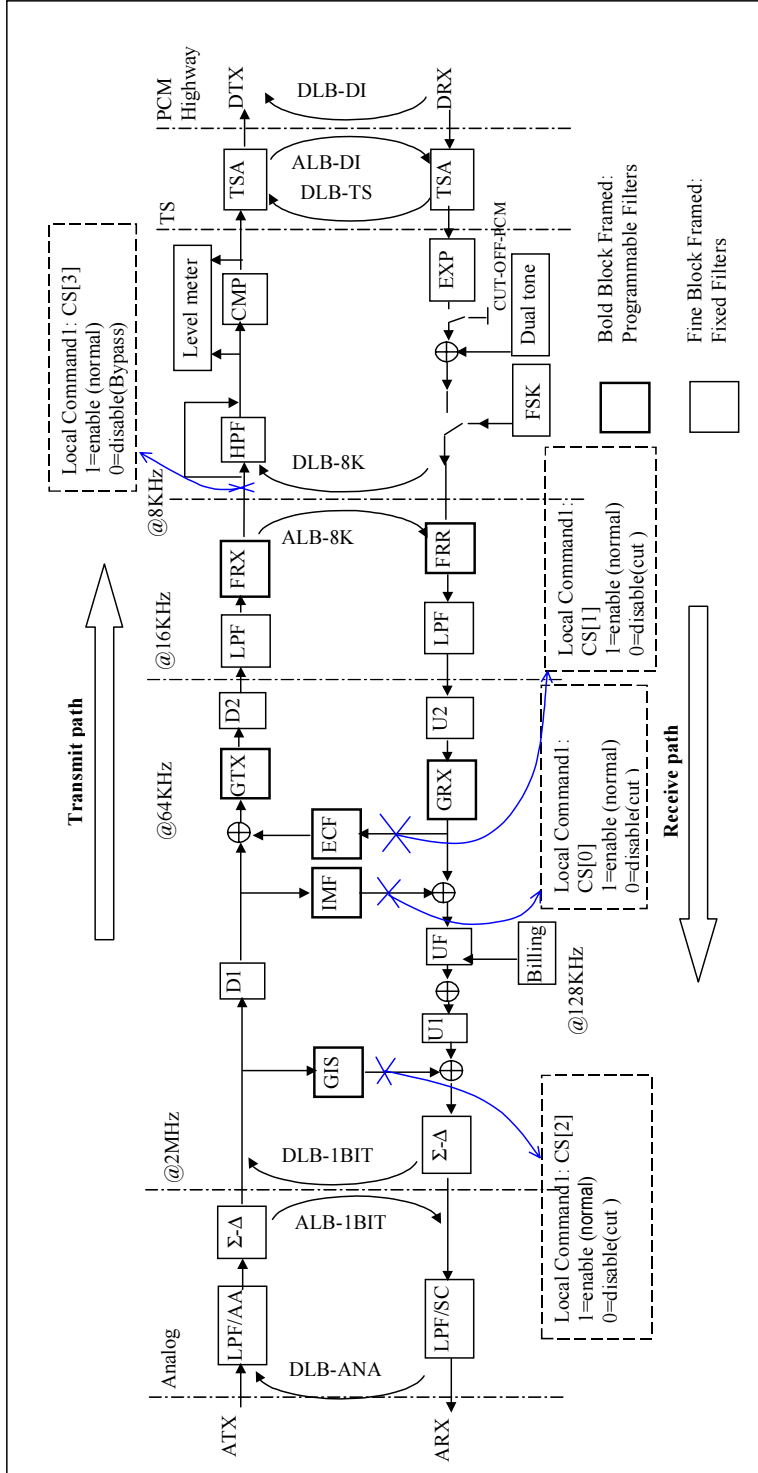 Transmit path
Analog
@2MHz
@64KHz
@16KHz
@8KHz
TS
PCM
Highway
Local Command1: CS[3]
1=enable (normal)
0=disable(Bypass)
Level meter
ATX
LPF/AA
Σ-Δ
D1
GTX
D2
LPF
FRX
HPF
CMP
TSA
DTX
DLB-ANA
ALB-1BIT
DLB-1BIT
GIS
IMF
ECF
ALB-8K
DLB-8K
DLB-TS
ALB-DI
DLB-DI
ARX
LPF/SC
Σ-Δ
U1
UF
GRX
U2
LPF
FRR
EXP
TSA
DRX
CUT-OFF-PCM
Billing
FSK
Dual tone
@128KHz
Local Command1: CS[2]
1=enable (normal)
0=disable(cut )
Local Command1:
CS[0]
1=enable (normal)
0=disable(cut )
Local Command1:
CS[1]
1=enable (normal)
0=disable(cut )
Receive path
Bold Block Framed:
Programmable Filters
Fine Block Framed:
Fixed Filters